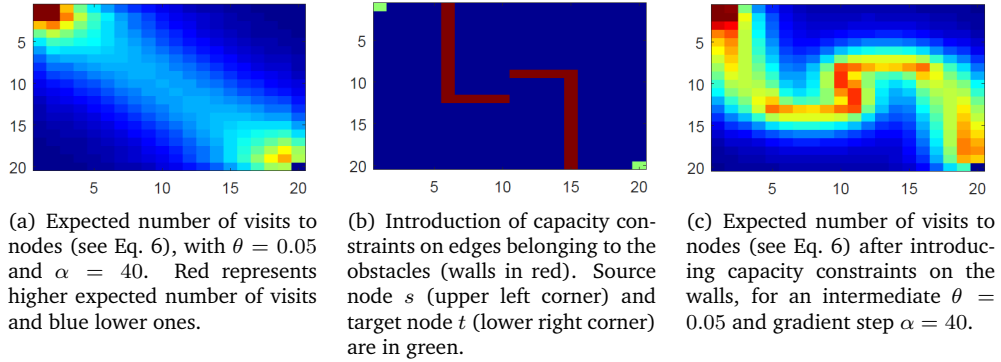 5
10
15
20
5
10
15
20
5
10
15
20
5
10
15
20
5
10
15
20
5
10
15
20
(a) Expected number of visits to
nodes (see Eq. 6), with θ = 0.05
and α = 40. Red represents
higher expected number of visits
and blue lower ones.
(b) Introduction of capacity con-
straints on edges belonging to the
obstacles (walls in red). Source
node s (upper left corner) and
target node t (lower right corner)
are in green.
(c) Expected number of visits to
nodes (see Eq. 6) after introduc-
ing capacity constraints on the
walls, for an intermediate θ =
0.05 and gradient step α = 40.